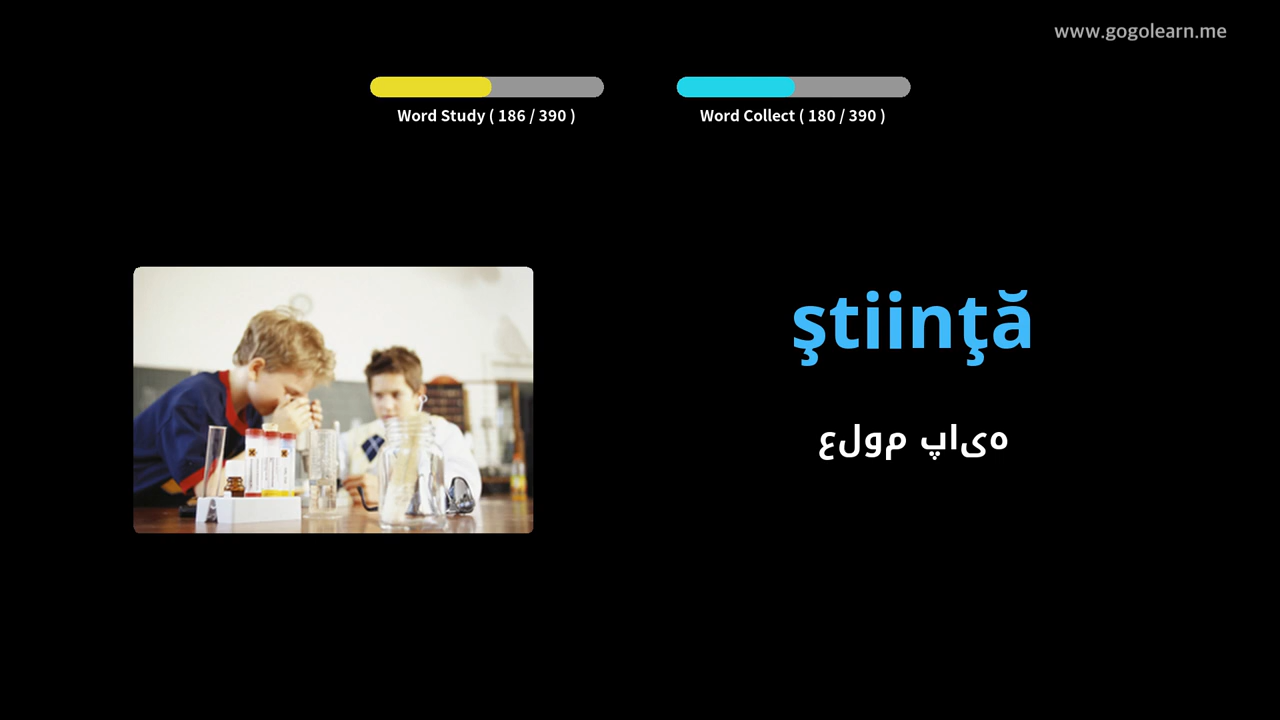 www.gogolearn.me
Word Study ( 186 / 390 )
Word Collect ( 180 / 390 )
ştiinţă
علوم پایه